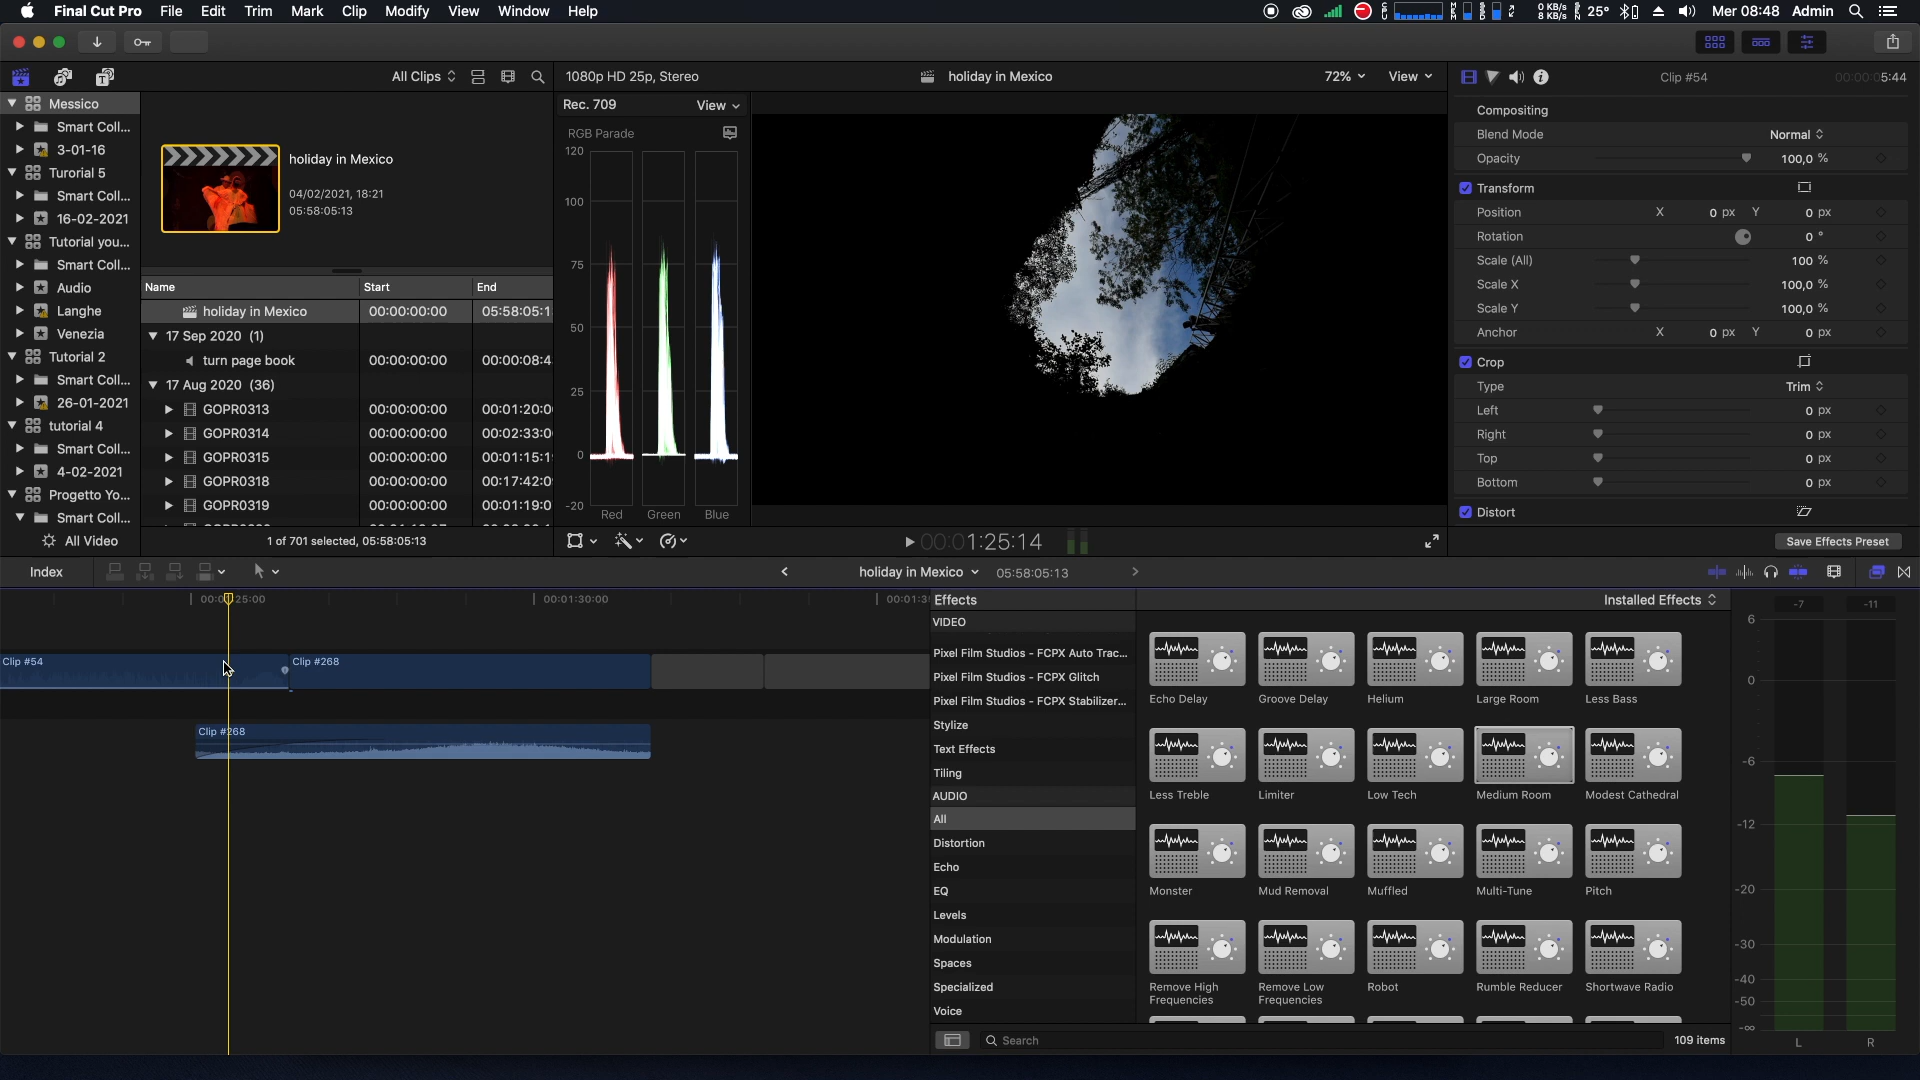 Final Cut Pro File Edit Trim Mark Clip Modify View Window Help
0 KB/s
8 KB/s
25° Mer 08:48 Admin
All Clips
1080p HD 25p, Stereo
holiday in Mexico
72% View
Clip #54
00:00:05:44
Messico
Smart Coll...
3-01-16
Turorial 5
Smart Coll...
16-02-2021
Tutorial you...
Smart Coll...
Audio
Langhe
Venezia
Tutorial 2
Smart Coll...
26-01-2021
tutorial 4
Smart Coll...
4-02-2021
Progetto Yo...
Smart Coll...
All Video
holiday in Mexico
04/02/2021, 18:21
05:58:05:13
Name Start End
holiday in Mexico 00:00:00:00 05:58:05:1
17 Sep 2020 (1)
turn page book 00:00:00:00 00:00:08:4
17 Aug 2020 (36)
GOPR0313 00:00:00:00 00:01:20:0
GOPR0314 00:00:00:00 00:02:33:0
GOPR0315 00:00:00:00 00:01:15:1
GOPR0318 00:00:00:00 00:17:42:0
GOPR0319 00:00:00:00 00:01:19:0
1 of 701 selected, 05:58:05:13
Rec. 709 View
RGB Parade
120
100
75
50
25
0
-20
Red Green Blue
00:01:25:14
Compositing
Blend Mode Normal
Opacity 100,0 %
Transform
Position X 0 px Y 0 px
Rotation 0 °
Scale (All) 100 %
Scale X 100,0 %
Scale Y 100,0 %
Anchor X 0 px Y 0 px
Crop
Type Trim
Left 0 px
Right 0 px
Top 0 px
Bottom 0 px
Distort
Save Effects Preset
Index
holiday in Mexico 05:58:05:13
00:01:30:00
Clip #54
Clip #268
Clip #268
Effects
Installed Effects
VIDEO
Pixel Film Studios - FCPX Auto Trac...
Pixel Film Studios - FCPX Glitch
Pixel Film Studios - FCPX Stabilizer...
Stylize
Text Effects
Tiling
AUDIO
All
Distortion
Echo
EQ
Levels
Modulation
Spaces
Specialized
Voice
Echo Delay Groove Delay Helium Large Room Less Bass
Less Treble Limiter Low Tech Medium Room Modest Cathedral
Monster Mud Removal Muffled Multi-Tune Pitch
Remove High Frequencies Remove Low Frequencies Robot Rumble Reducer Shortwave Radio
Search
109 items
-7 -11
6
0
-6
-12
-20
-30
-40
-50
-∞
L R